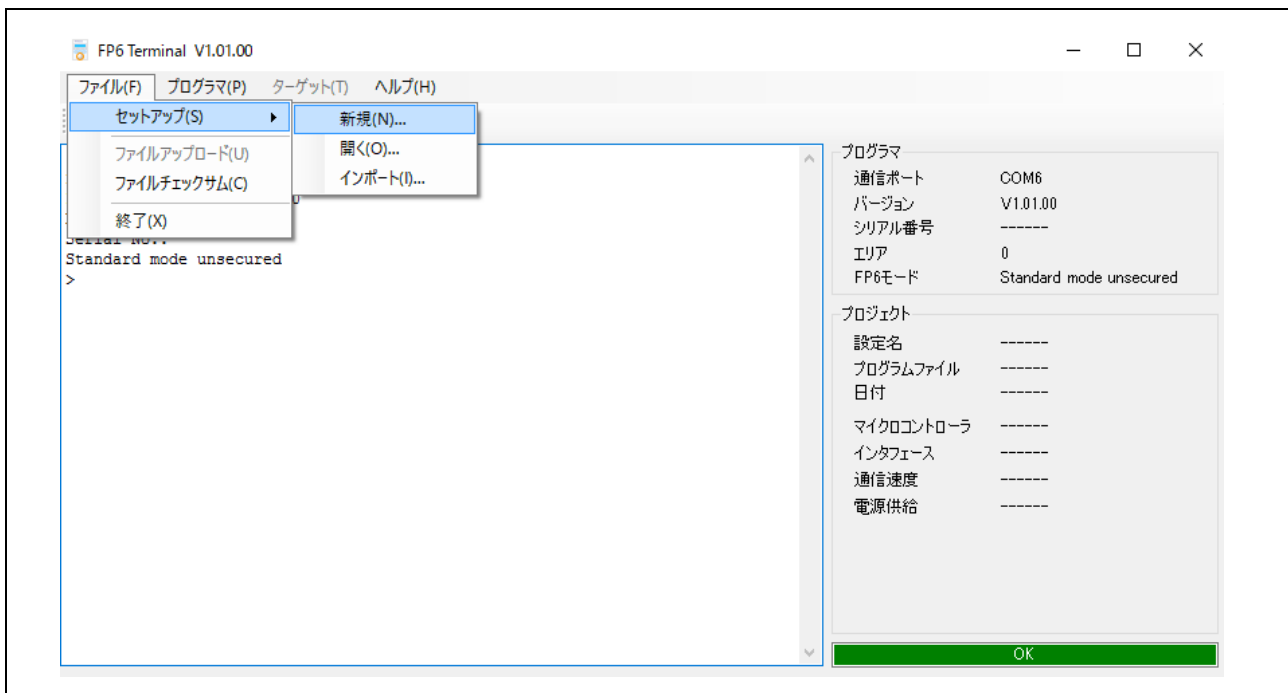 FP6 Terminal V1.01.00
ファイル(F) プログラマ(P) ターゲット(T) ヘルプ(H)
セットアップ(S)
ファイルアップロード(U)
ファイルチェックサム(C)
終了(X)
新規(N)...
開く(O)...
インポート(I)...
Standard mode unsecured
>
プログラマ
通信ポート COM6
バージョン V1.01.00
シリアル番号 ------
エリア 0
FP6モード Standard mode unsecured
プロジェクト
設定名 ------
プログラムファイル ------
日付 ------
マイクロコントローラ ------
インタフェース ------
通信速度 ------
電源供給 ------
OK